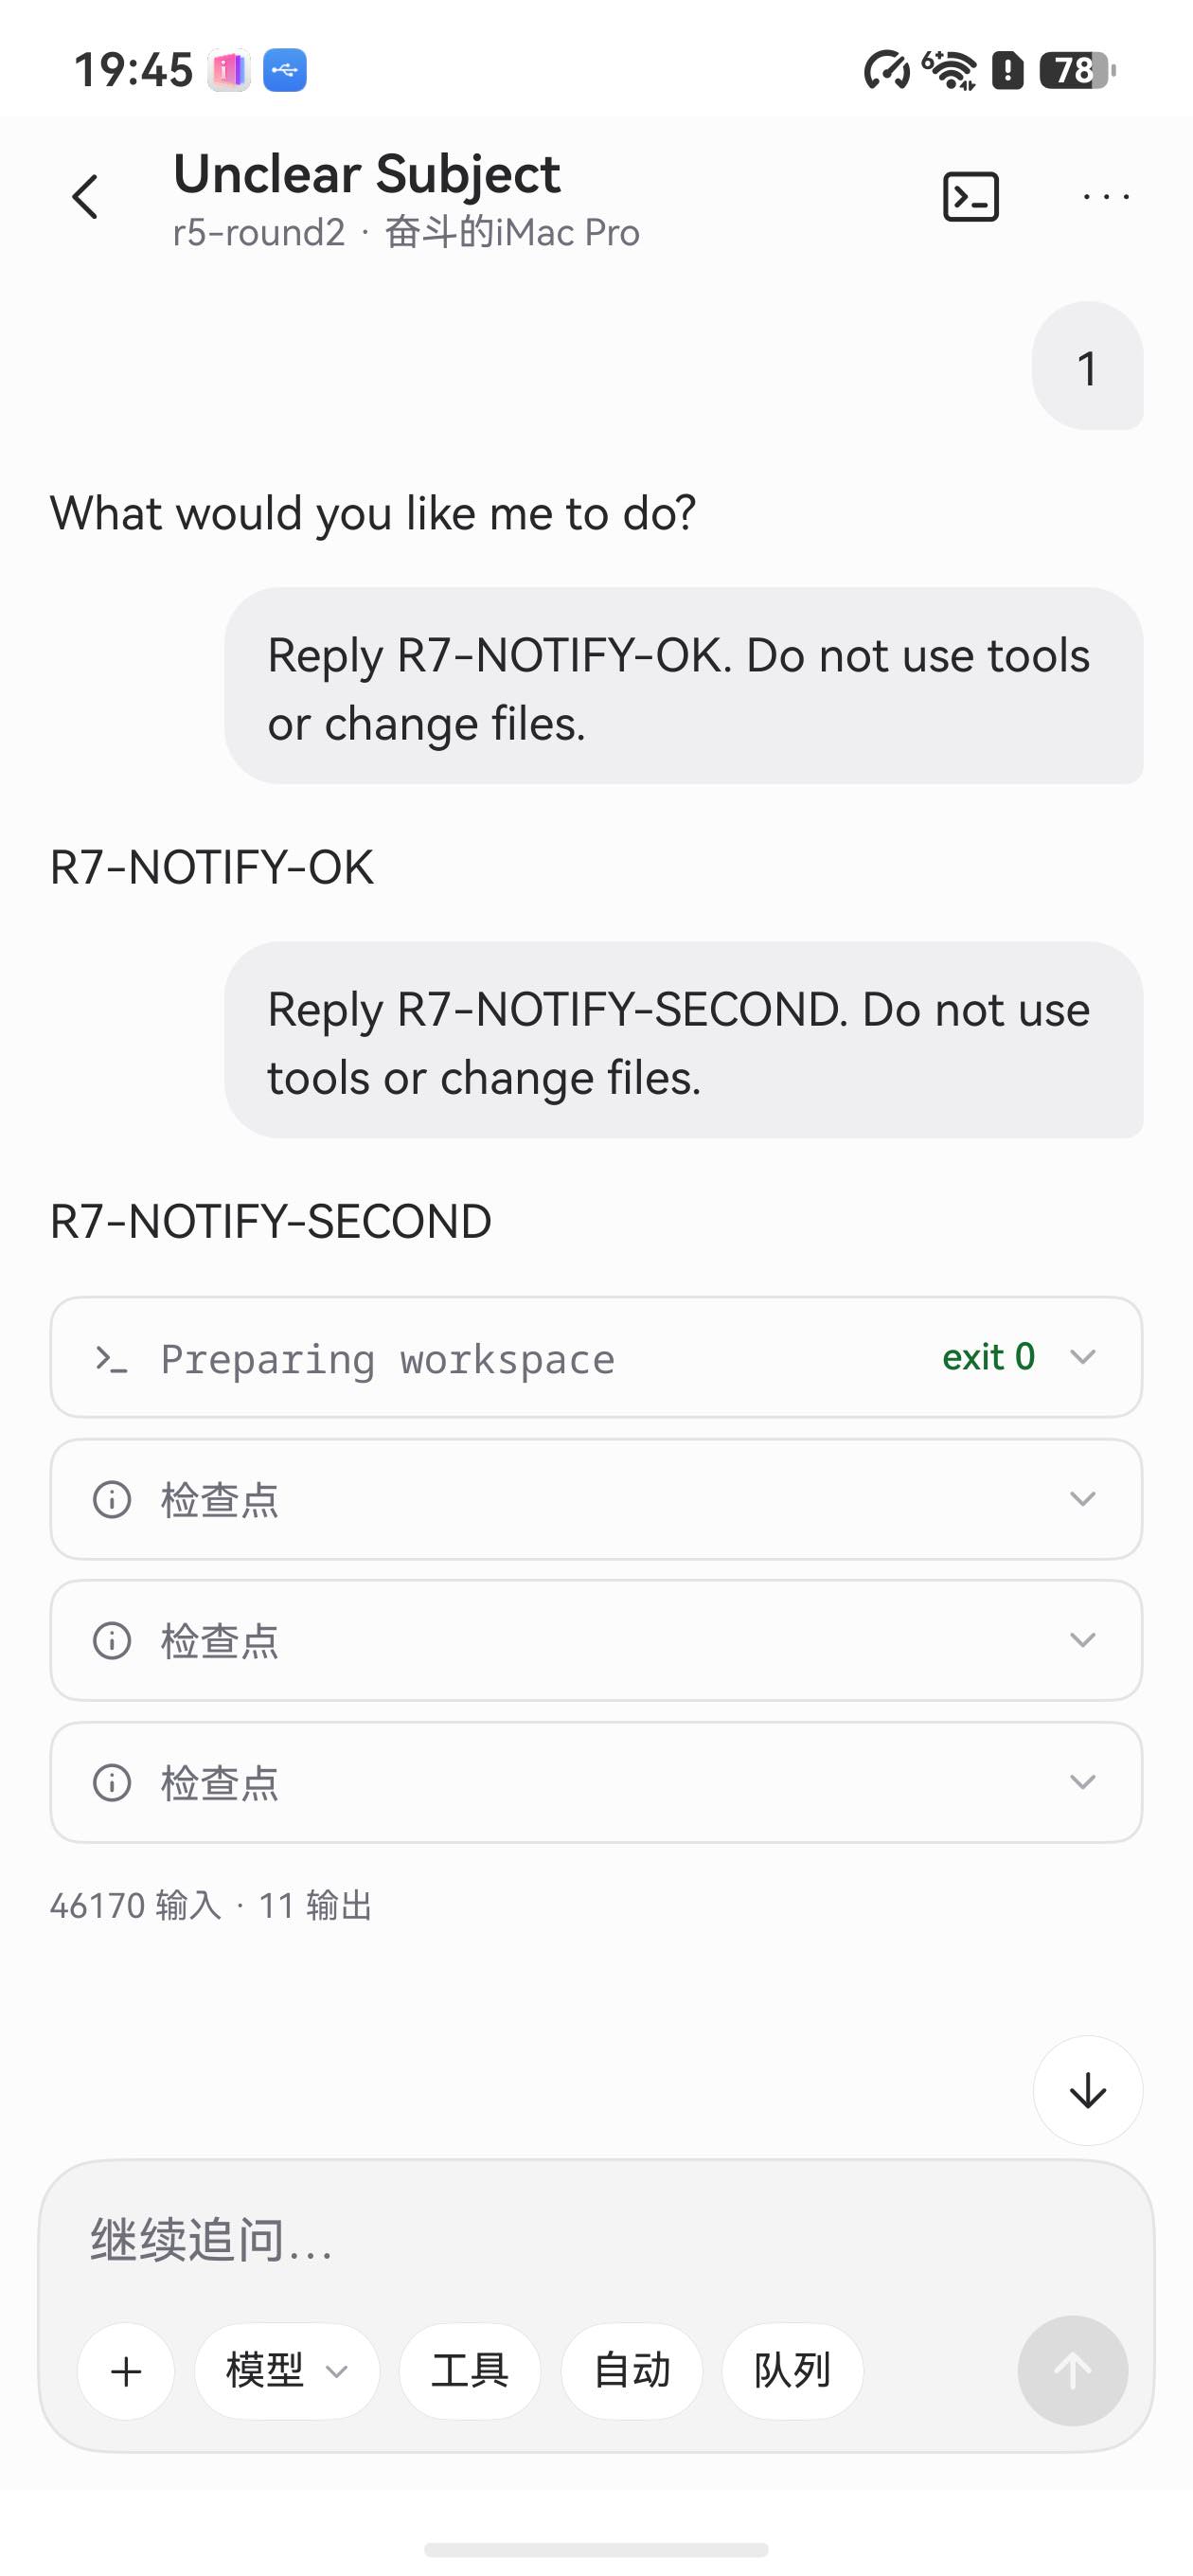 19:45
6+
78
Unclear Subject
r5-round2 · 奋斗的iMac Pro
1
What would you like me to do?
Reply R7-NOTIFY-OK. Do not use tools
or change files.
R7-NOTIFY-OK
Reply R7-NOTIFY-SECOND. Do not use
tools or change files.
R7-NOTIFY-SECOND
Preparing workspace exit 0
检查点
检查点
检查点
46170 输入 · 11 输出
继续追问...
模型 工具 自动 队列